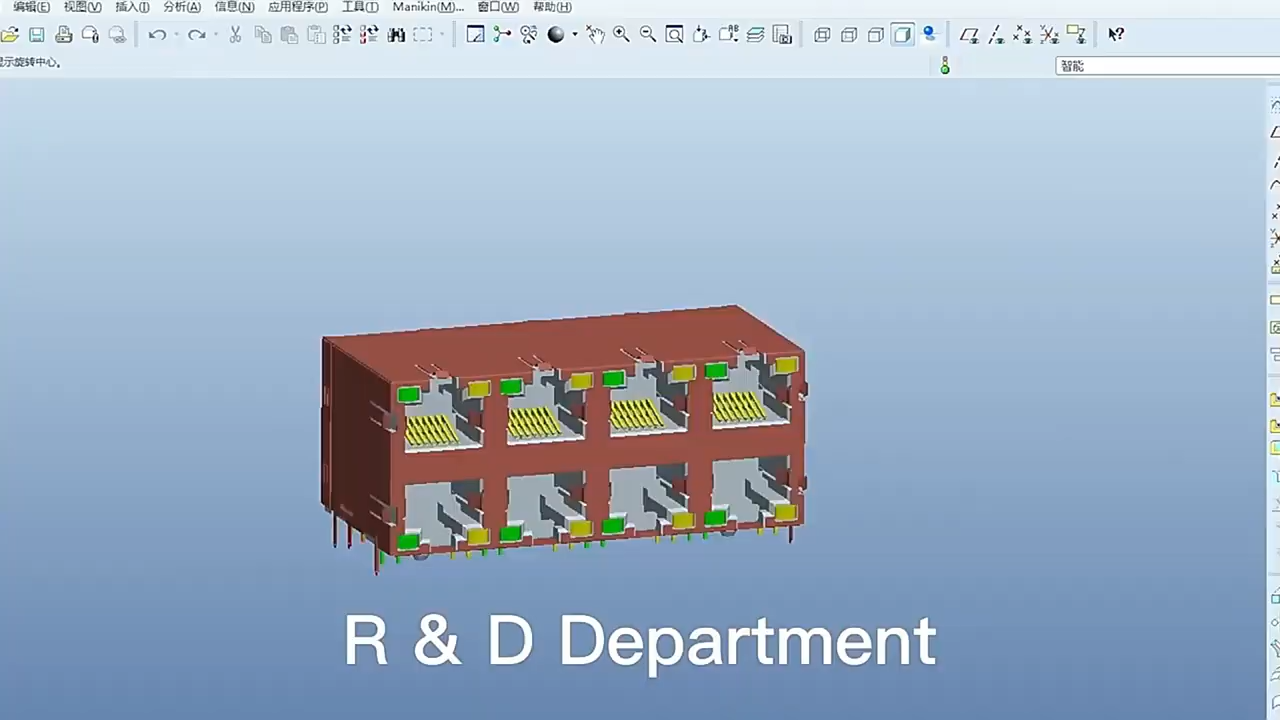 编辑(E) 视图(V) 插入(I) 分析(A) 信息(N) 应用程序(P) 工具(T) Manikin(M)... 窗口(W) 帮助(H)
显示旋转中心。
智能
R & D Department